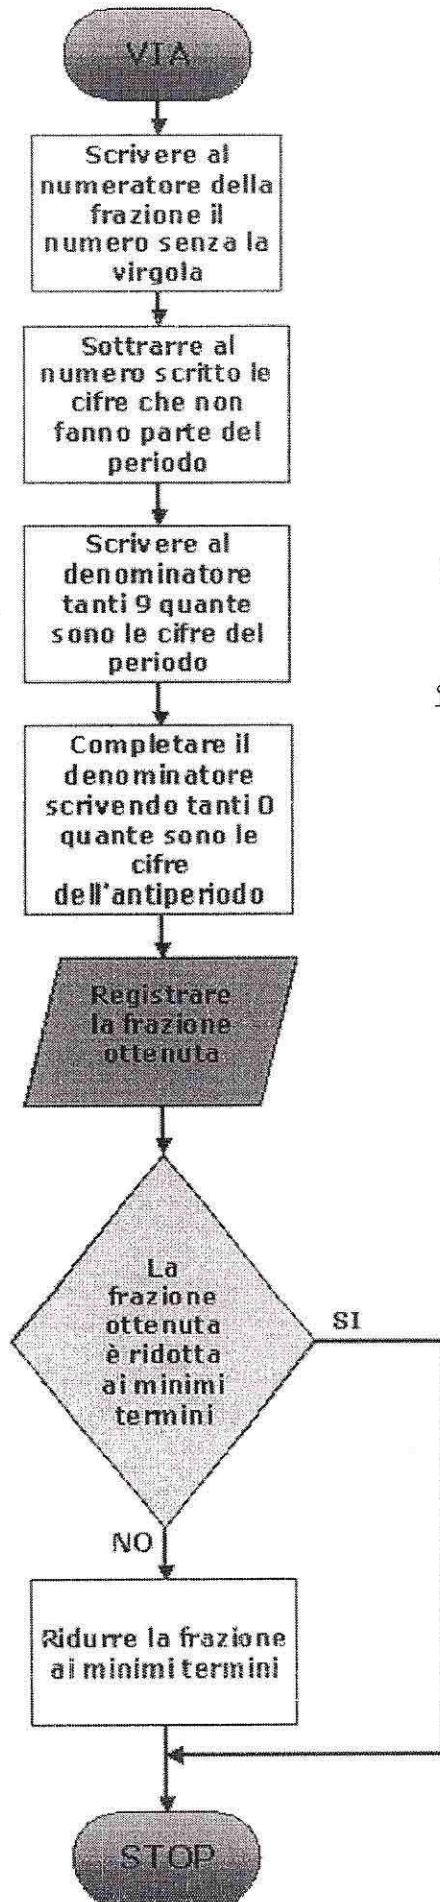 VIA
Scrivere al
numeratore della
frazione il
numero senza la
virgola
Sottrarre al
numero scritto le
cifre che non
fanno parte del
periodo
Scrivere al
denominatore
tanti 9 quante
sono le cifre del
periodo
Completare il
denominatore
scrivendo tanti 0
quante sono le
cifre
dell'antiperiodo
Registrare
la frazione
ottenuta
La
frazione
ottenuta
è ridotta
ai minimi
termini
SI
NO
Ridurre la frazione
ai minimi termini
STOP